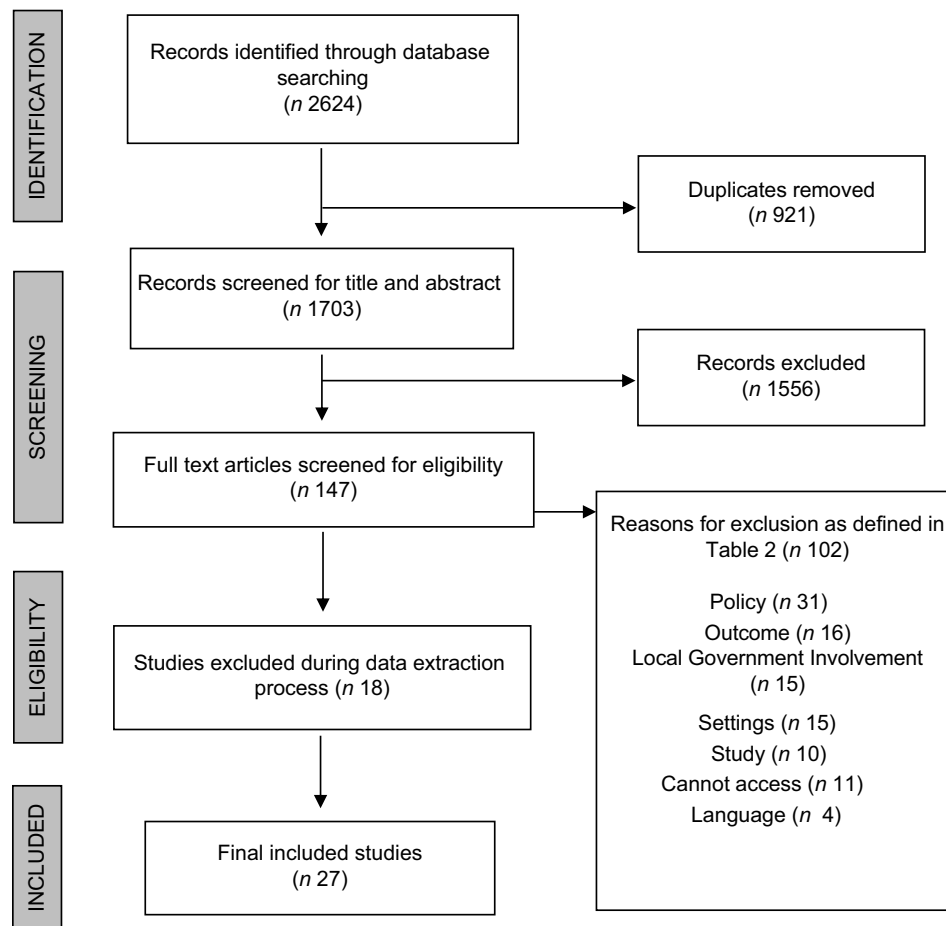 IDENTIFICATION
Records identified through database
searching
(n 2624)
Duplicates removed
(n 921)
SCREENING
Records screened for title and abstract
(n 1703)
Records excluded
(n 1556)
Full text articles screened for eligibility
(n 147)
Reasons for exclusion as defined in
Table 2 (n 102)
Policy (n 31)
Outcome (n 16)
Local Government Involvement
(n 15)
Settings (n 15)
Study (n 10)
Cannot access (n 11)
Language (n 4)
ELIGIBILITY
Studies excluded during data extraction
process (n 18)
INCLUDED
Final included studies
(n 27)